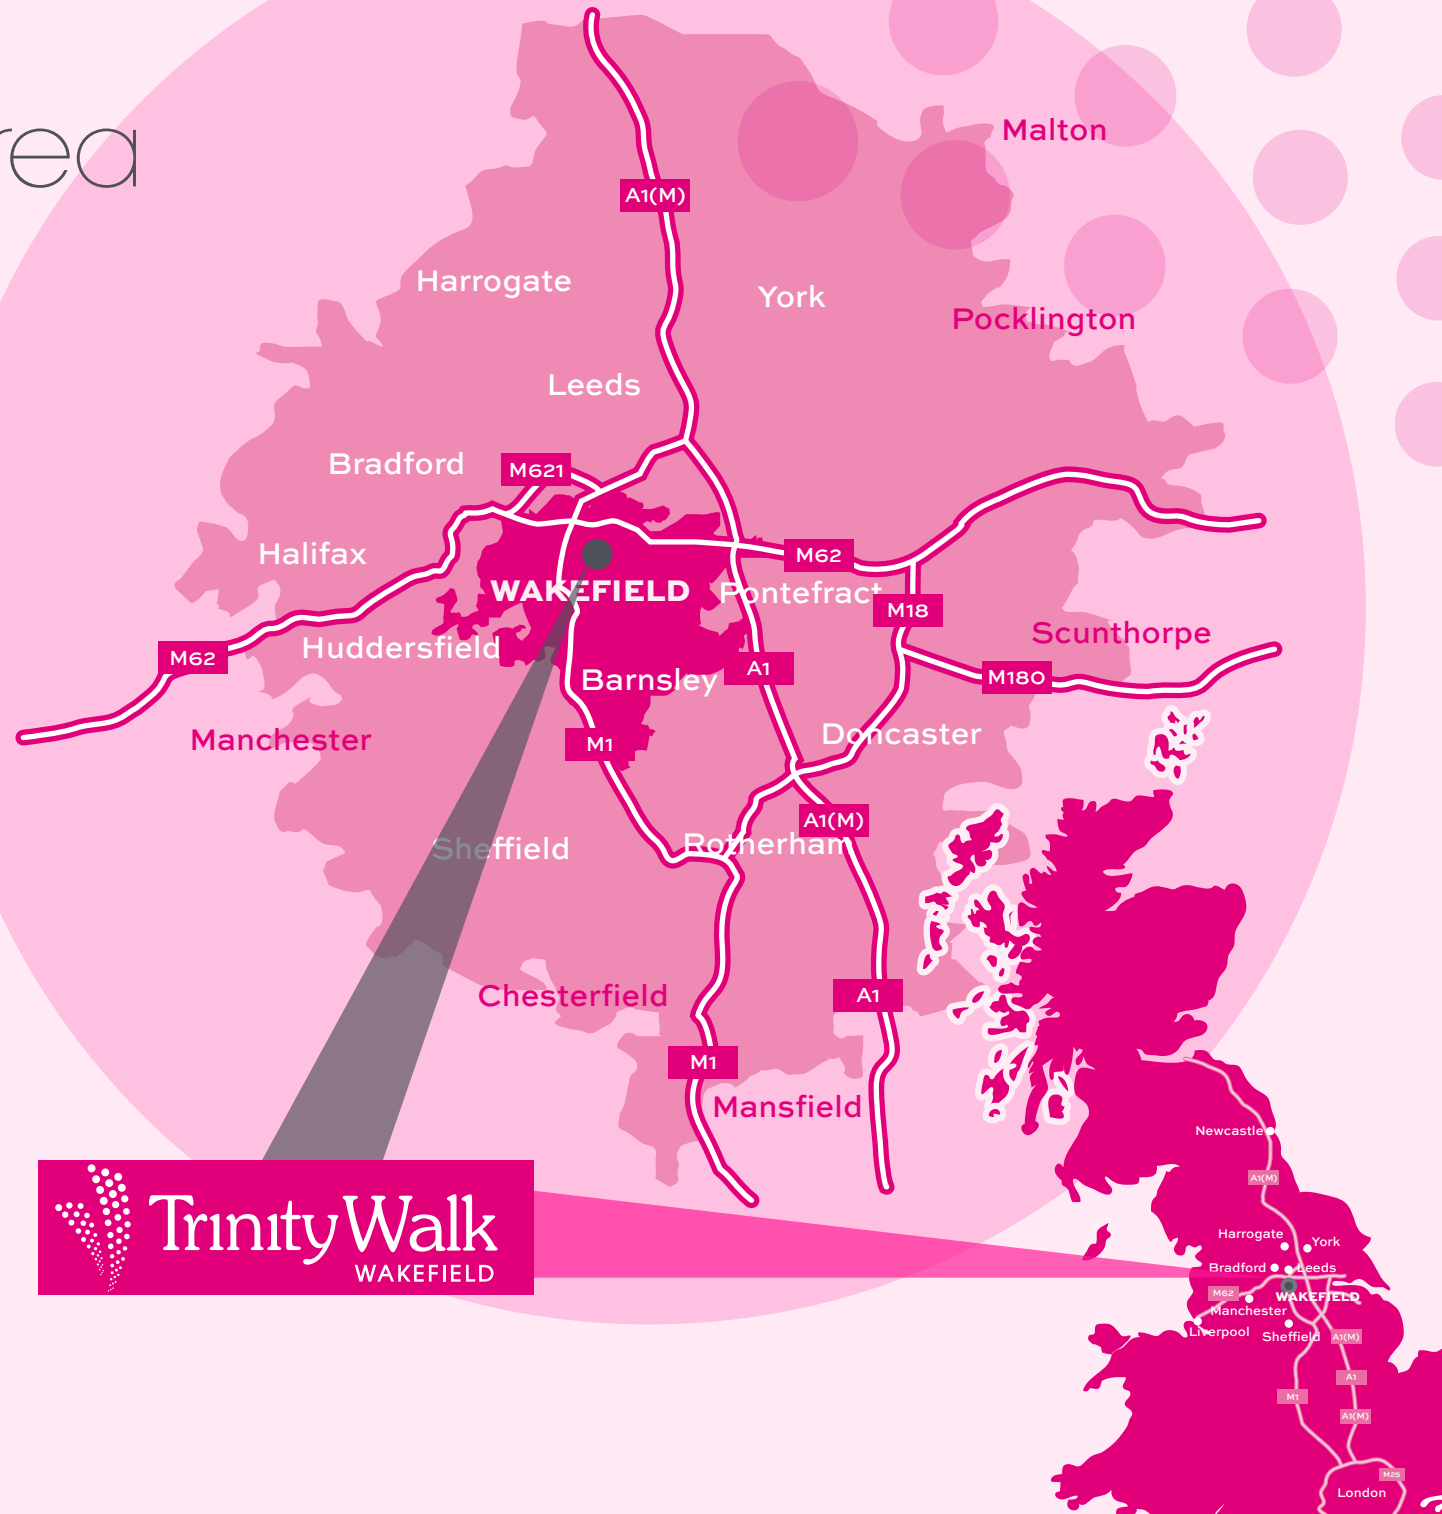 rea
Malton
A1(M)
Harrogate
York
Pocklington
Leeds
Bradford
M621
Halifax
M62
WAKEFIELD
Pontefract
M18
Scunthorpe
Huddersfield
M62
A1
M180
Barnsley
Manchester
M1
Doncaster
A1(M)
Sheffield
Rotherham
Chesterfield
A1
M1
Mansfield
TrinityWalk
WAKEFIELD
Newcastle
A1(M)
Harrogate
York
Bradford
Leeds
M62
WAKEFIELD
Manchester
Liverpool
Sheffield
A1(M)
A1
M1
A1(M)
M25
London